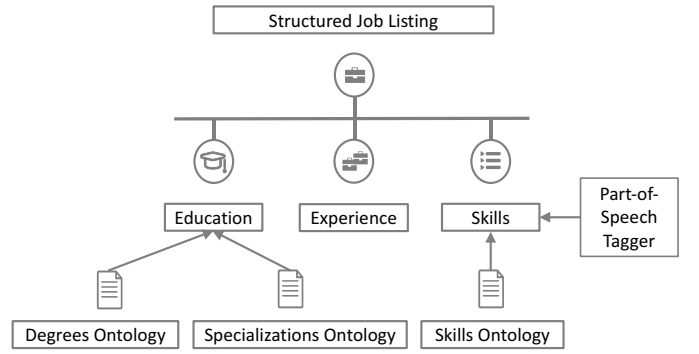 Structured Job Listing
Education
Experience
Skills
Part-of-
Speech
Tagger
Degrees Ontology
Specializations Ontology
Skills Ontology